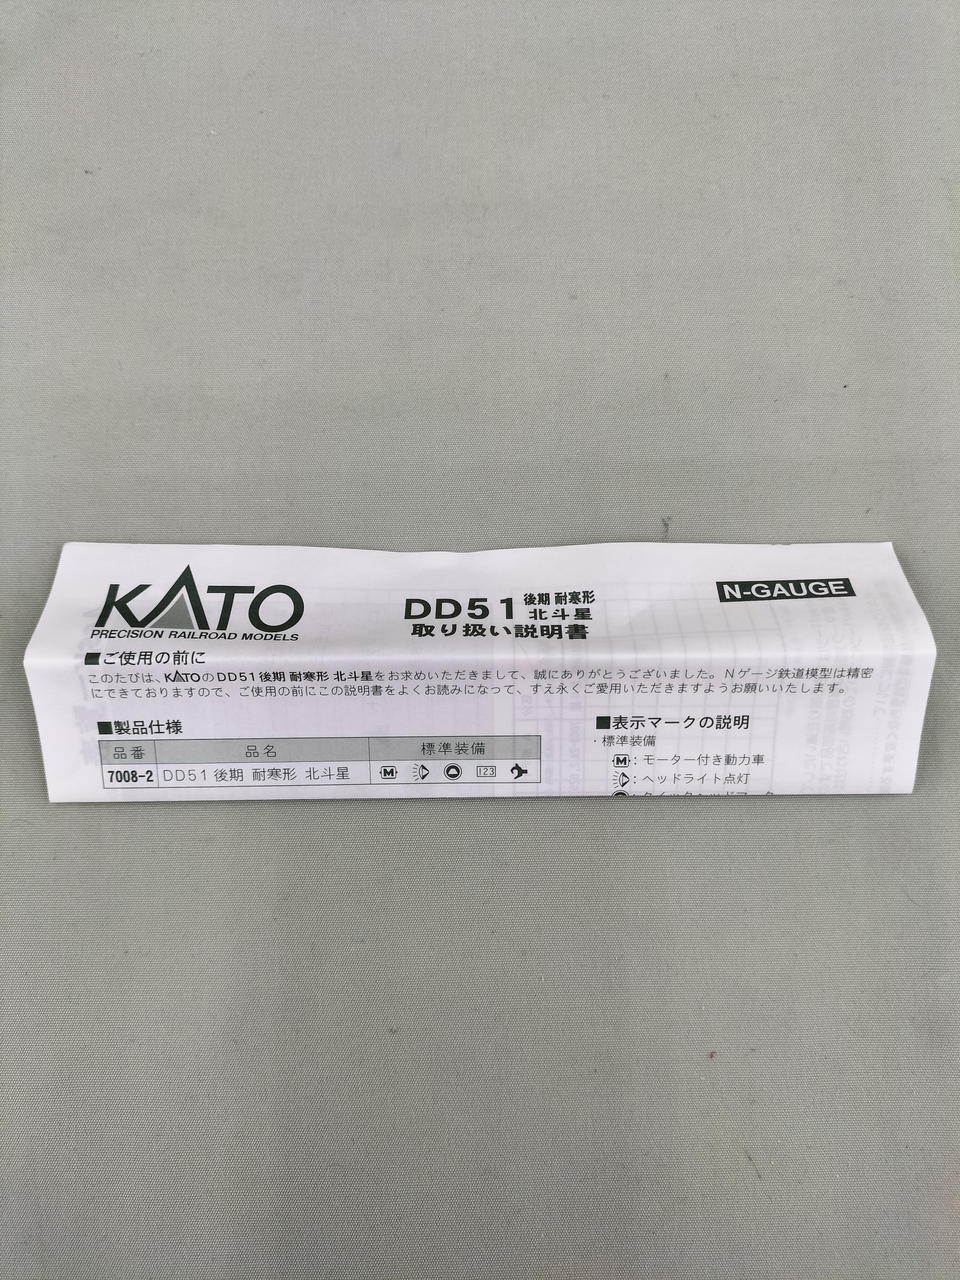 KATO
PRECISION RAILROAD MODELS
DD51 後期 耐寒形 北斗星
取り扱い説明書
N-GAUGE
■ご使用の前に
このたびは、KATOのDD51後期 耐寒形 北斗星をお求めいただきまして、誠にありがとうございました。Nゲージ鉄道模型は精密
にできておりますので、ご使用の前にこの説明書をよくお読みになって、すえ永くご愛用いただきますようお願いいたします。
■製品仕様
品番 品名 標準装備
7008-2 DD51後期 耐寒形 北斗星 M 123
■表示マークの説明
・標準装備
M：モーター付き動力車
：ヘッドライト点灯